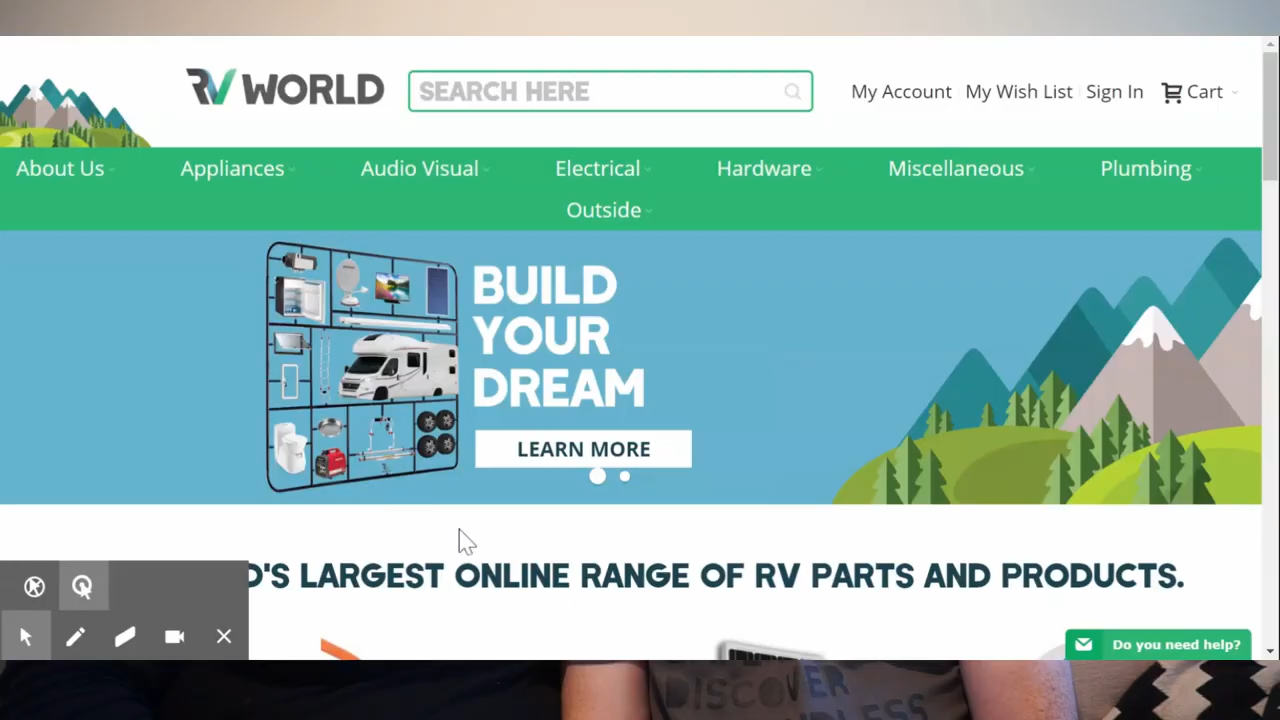 RV WORLD
SEARCH HERE
My Account My Wish List Sign In Cart
About Us Appliances Audio Visual Electrical Hardware Miscellaneous Plumbing
Outside
BUILD
YOUR
DREAM
LEARN MORE
D'S LARGEST ONLINE RANGE OF RV PARTS AND PRODUCTS.
Do you need help?
DISCOVER